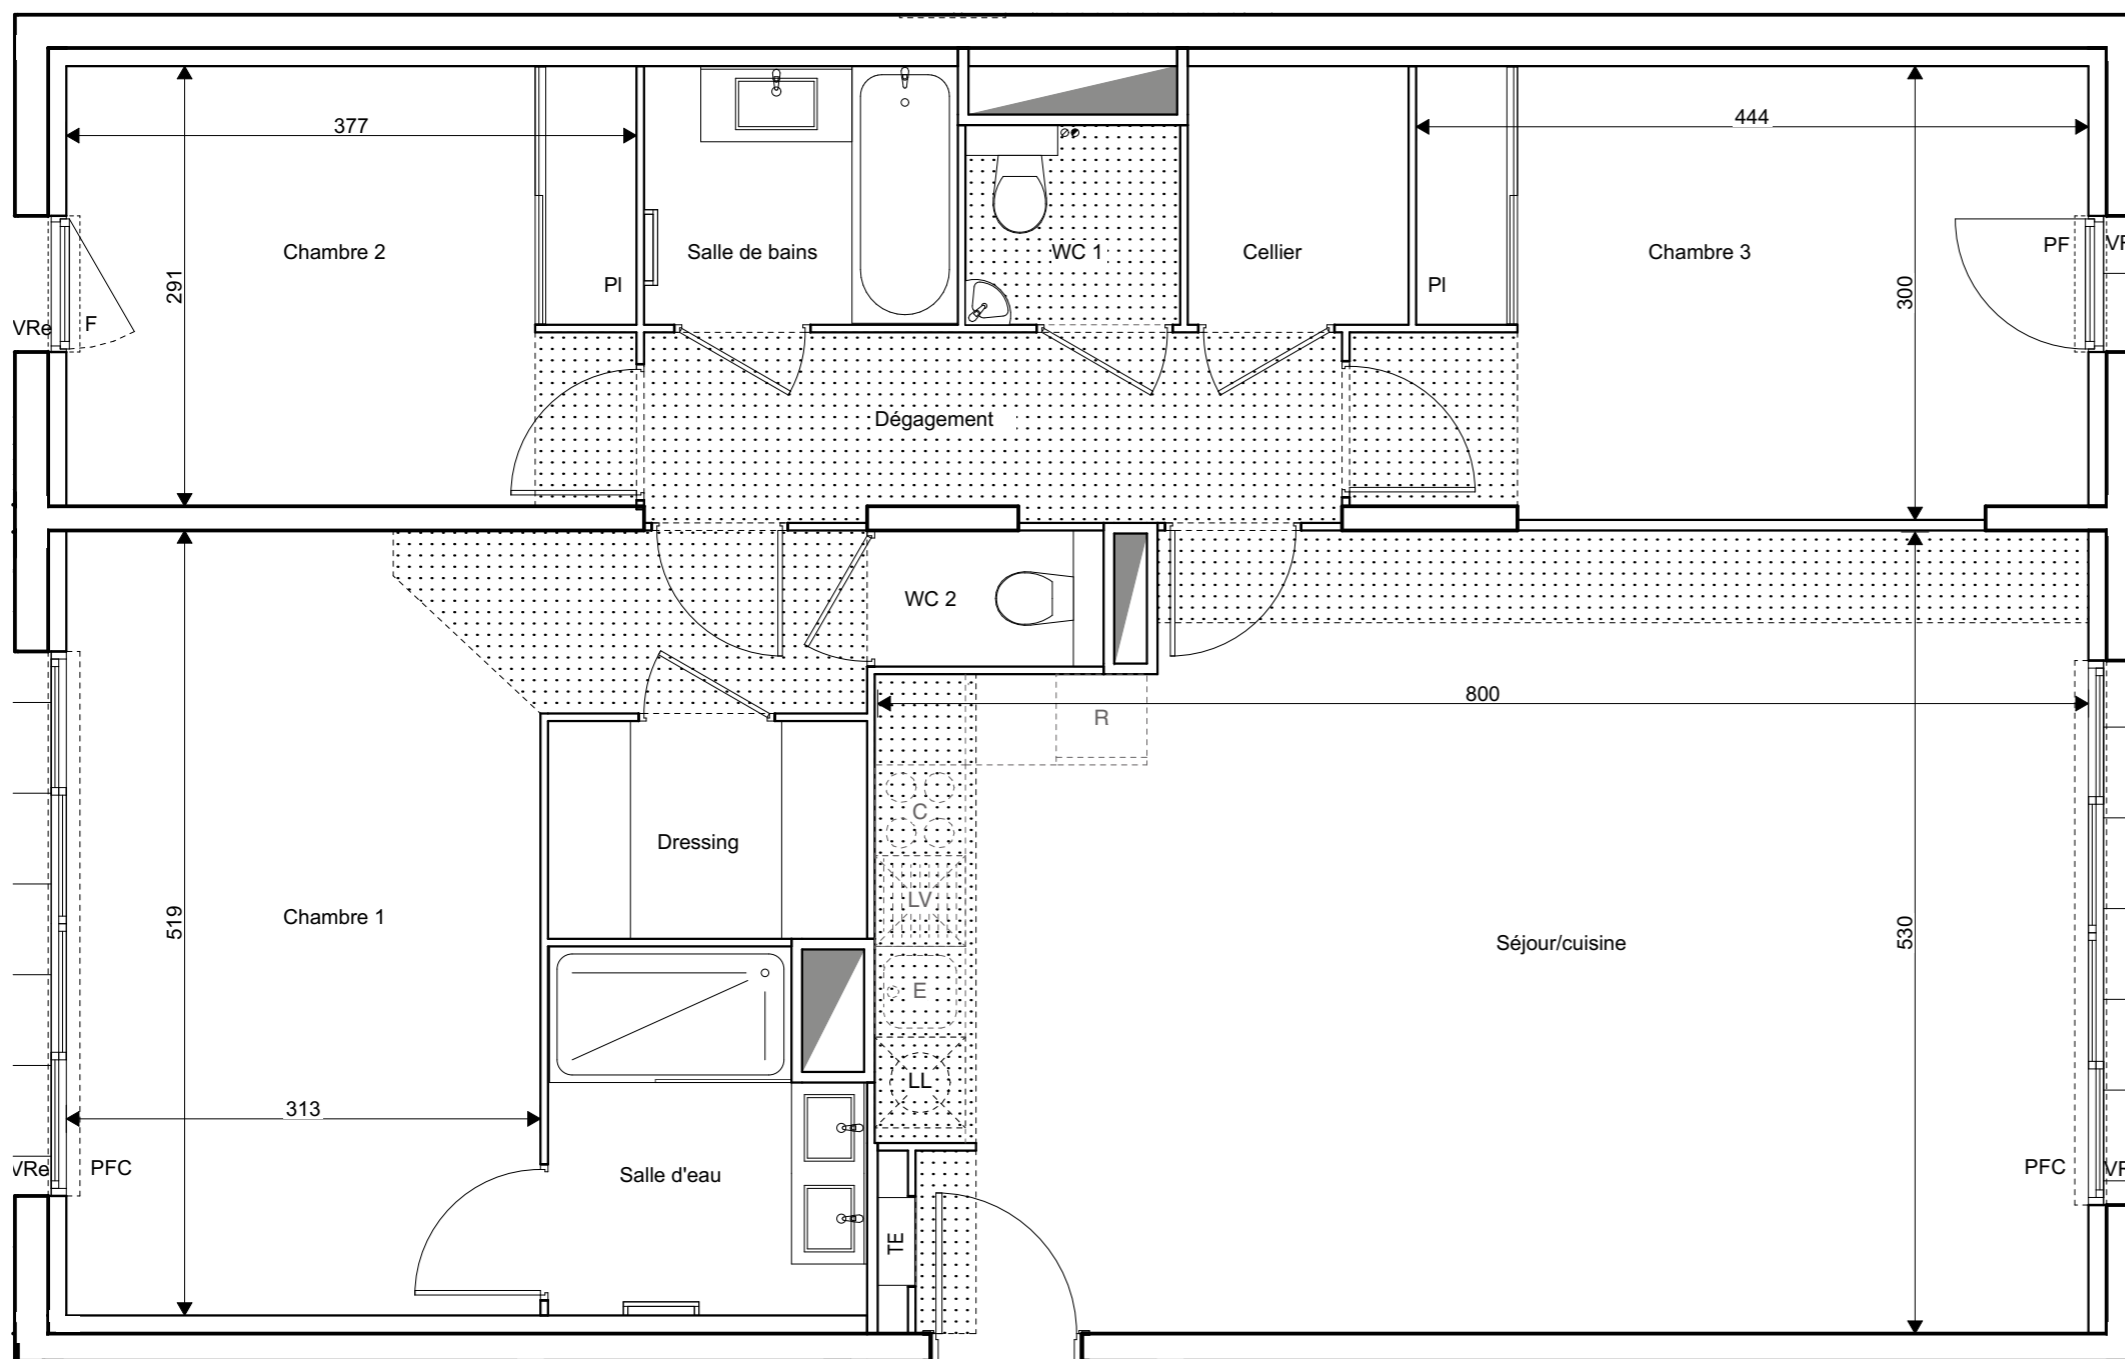 377
444
Chambre 2
Salle de bains
WC 1
Cellier
Chambre 3
PF
VR
291
Pl
Pl
300
VRe
F
Dégagement
WC 2
800
R
C
Dressing
LV
Chambre 1
519
Séjour/cuisine
530
E
LL
313
VRe
PFC
Salle d'eau
PFC
VR
TE